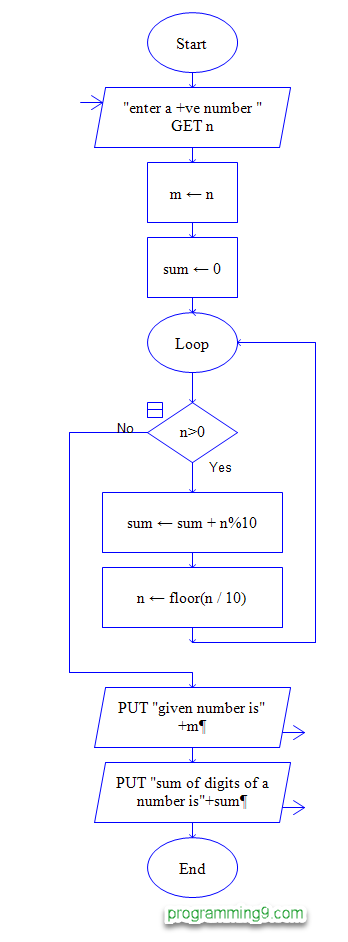 Start
"enter a +ve number "
GET n
m ← n
sum ← 0
Loop
No
n>0
Yes
sum ← sum + n%10
n ← floor(n / 10)
PUT "given number is"
+m¶
PUT "sum of digits of a
number is"+sum¶
End
programming9.com